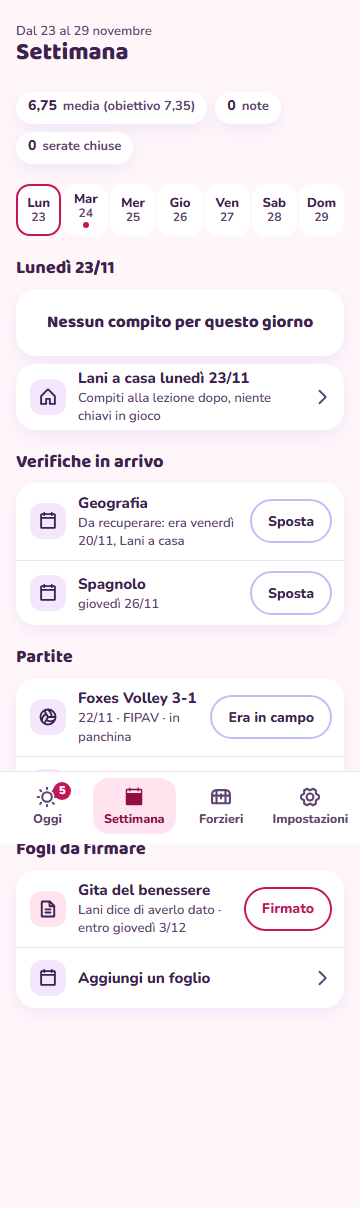 Dal 23 al 29 novembre
Settimana
6,75 media (obiettivo 7,35)
0 note
0 serate chiuse
Lun
23
Mar
24
Mer
25
Gio
26
Ven
27
Sab
28
Dom
29
Lunedì 23/11
Nessun compito per questo giorno
Lani a casa lunedì 23/11
Compiti alla lezione dopo, niente
chiavi in gioco
Verifiche in arrivo
Geografia
Da recuperare: era venerdì
20/11, Lani a casa
Sposta
Spagnolo
giovedì 26/11
Sposta
Partite
Foxes Volley 3-1
22/11 · FIPAV · in
panchina
Era in campo
5
Oggi
Settimana
Forzieri
Impostazioni
Fogli da firmare
Gita del benessere
Lani dice di averlo dato ·
entro giovedì 3/12
Firmato
Aggiungi un foglio